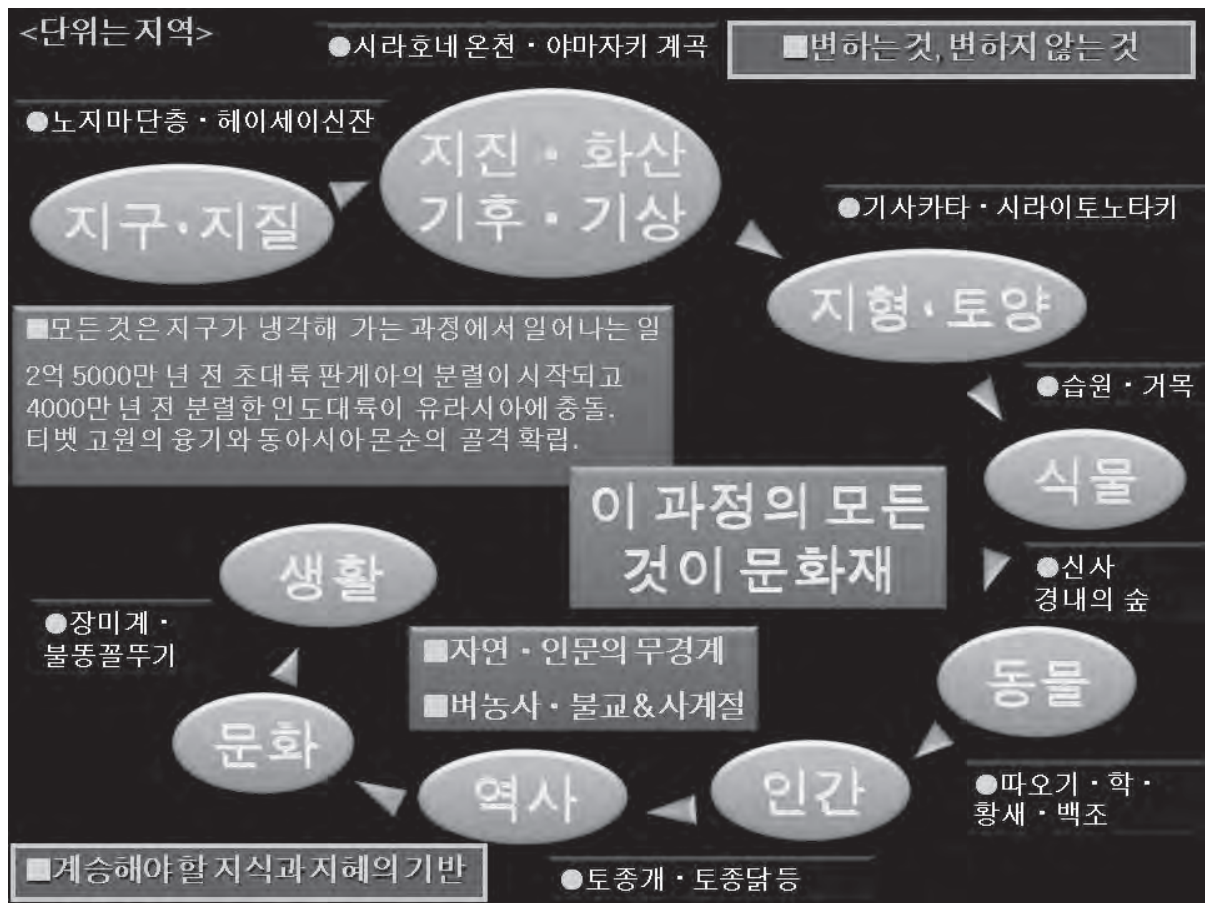 <단위는 지역>
●시라호네 온천・야마자키 계곡
■변하는 것, 변하지 않는 것
●노지마단층・헤이세이신잔
지구・지질
지진・화산
기후・기상
●기사카타・시라이토노타키
지형・토양
■모든 것은 지구가 냉각해 가는 과정에서 일어나는 일
2억 5000만 년 전 초대륙 판게아의 분렬이 시작되고
4000만 년 전 분렬한 인도대륙이 유라시아에 충돌.
티벳 고원의 융기와 동아시아 몬순의 골격 확립.
●습원・거목
식물
이 과정의 모든
것이 문화재
●신사
경내의 숲
생활
●장미계・
불똥꼴뚜기
■자연・인문의 무경계
■벼농사・불교&사계절
동물
문화
역사
인간
●따오기・학・
황새・백조
■계승해야 할 지식과 지혜의 기반
●토종개・토종닭 등